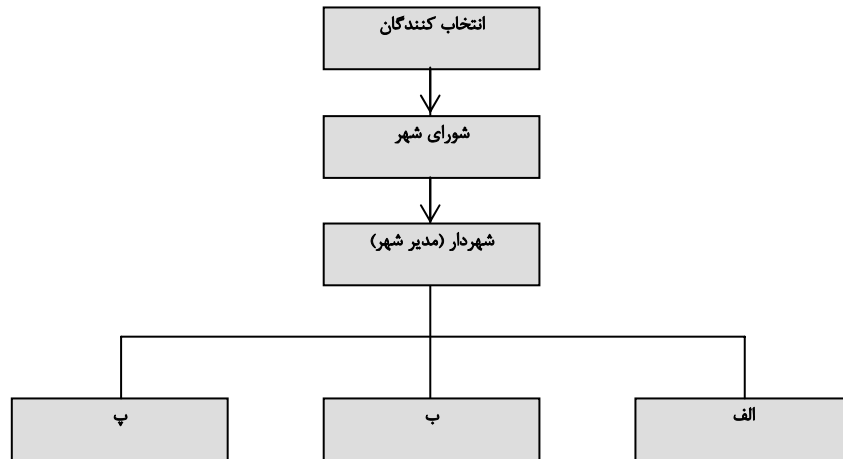 انتخاب کنندگان
شورای شهر
شهردار (مدیر شهر)
الف
ب
پ